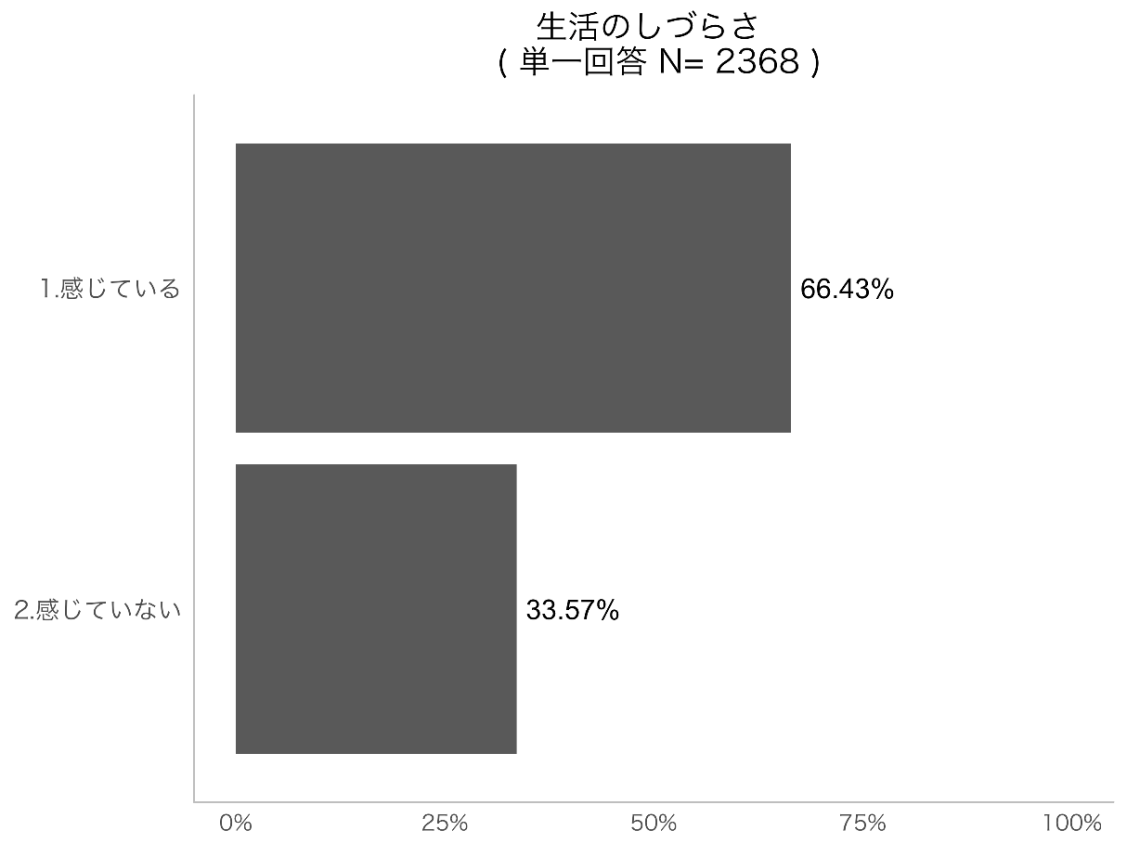 生活のしづらさ
( 単一回答 N= 2368 )
1.感じている
66.43%
2.感じていない
33.57%
0%
25%
50%
75%
100%